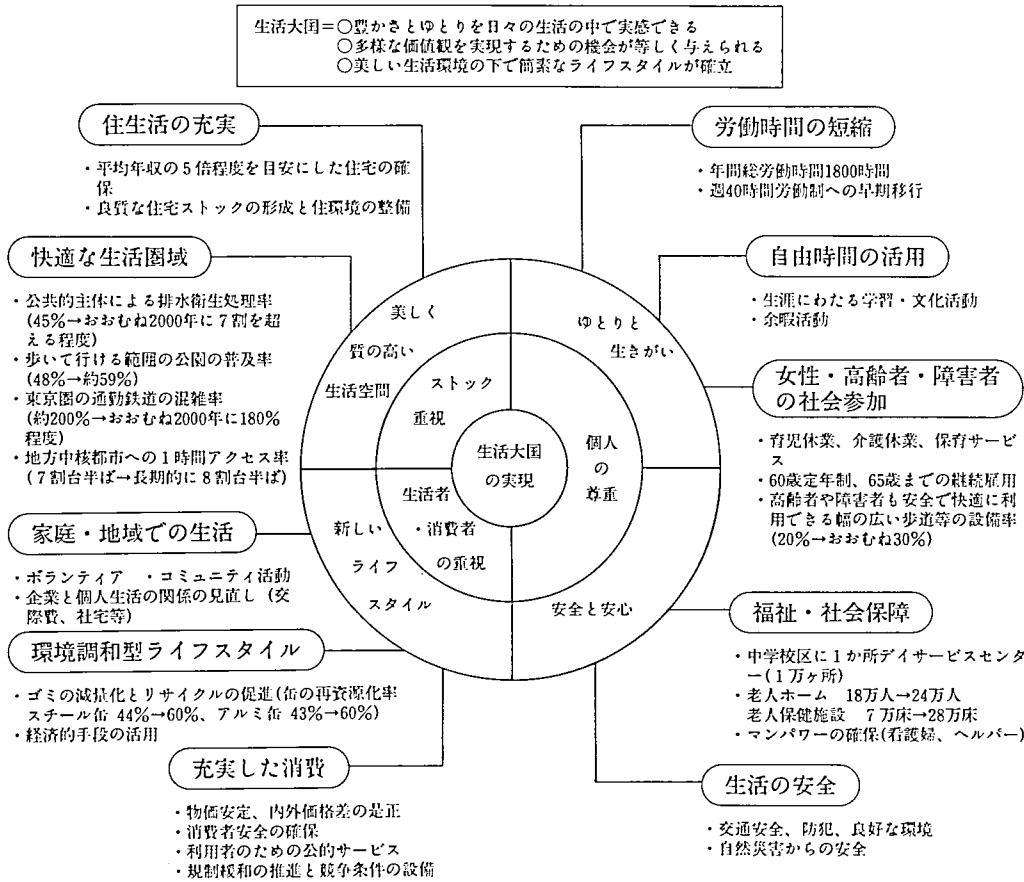 生活大国=○豊かさとゆとりを日々の生活の中で実感できる
○多様な価値観を実現するための機会が等しく与えられる
○美しい生活環境の下で簡素なライフスタイルが確立
住生活の充実
・平均年収の5倍程度を目安にした住宅の確
保
・良質な住宅ストックの形成と住環境の整備
快適な生活圏域
・公共的主体による排水衛生処理率
(45%→おおむね2000年に7割を超
える程度)
・歩いて行ける範囲の公園の普及率
(48%→約59%)
・東京圏の通勤鉄道の混雑率
(約200%→おおむね2000年に180%
程度)
・地方中核都市への1時間アクセス率
(7割台半ば→長期的に8割台半ば)
家庭・地域での生活
・ボランティア ・コミュニティ活動
・企業と個人生活の関係の見直し(交
際費、社宅等)
環境調和型ライフスタイル
・ゴミの減量化とリサイクルの促進(缶の再資源化率
スチール缶 44%→60%、アルミ缶 43%→60%)
・経済的手段の活用
充実した消費
・物価安定、内外価格差の是正
・消費者安全の確保
・利用者のための公的サービス
・規制緩和の推進と競争条件の設備
美しく
質の高い
生活空間
ストック
重視
生活大国
の実現
生活者
・消費者
の重視
新しい
ライフ
スタイル
ゆとりと
生きがい
個人
の
尊重
安全と安心
労働時間の短縮
・年間総労働時間1800時間
・週40時間労働制への早期移行
自由時間の活用
・生涯にわたる学習・文化活動
・余暇活動
女性・高齢者・障害者
の社会参加
・育児休業、介護休業、保育サービ
ス
・60歳定年制、65歳までの継続雇用
・高齢者や障害者も安全で快適に利
用できる幅の広い歩道等の設備率
(20%→おおむね30%)
福祉・社会保障
・中学校区に1か所デイサービスセンタ
ー(1万ヶ所)
・老人ホーム 18万人→24万人
老人保健施設 7万床→28万床
・マンパワーの確保(看護婦、ヘルパー)
生活の安全
・交通安全、防犯、良好な環境
・自然災害からの安全